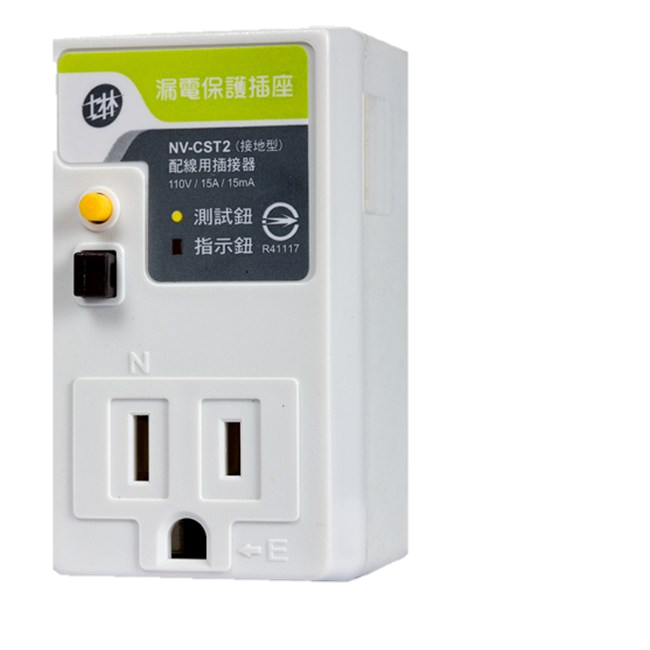 漏電保護插座
士林
NV-CST2 (接地型)
配線用插接器
110V / 15A / 15mA
測試鈕
指示鈕
R41117
N
E